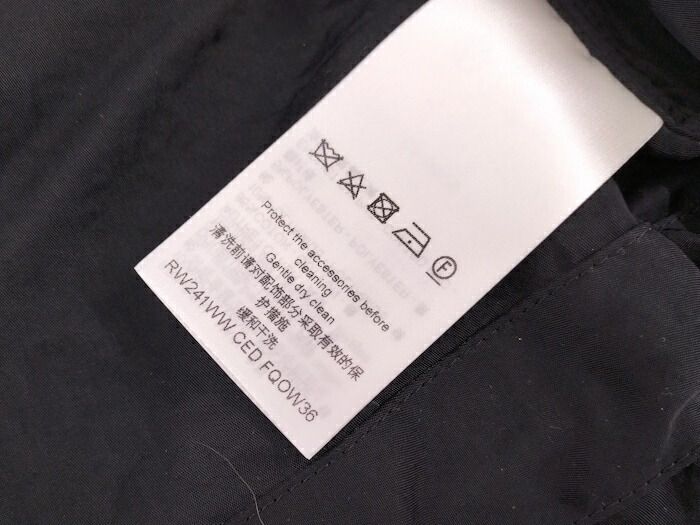 F
Protect the accessories before
cleaning
Gentle dry clean
清洗前请对配饰部分采取有效的保
护措施
缓和干洗
RW241WW CED FQOW36